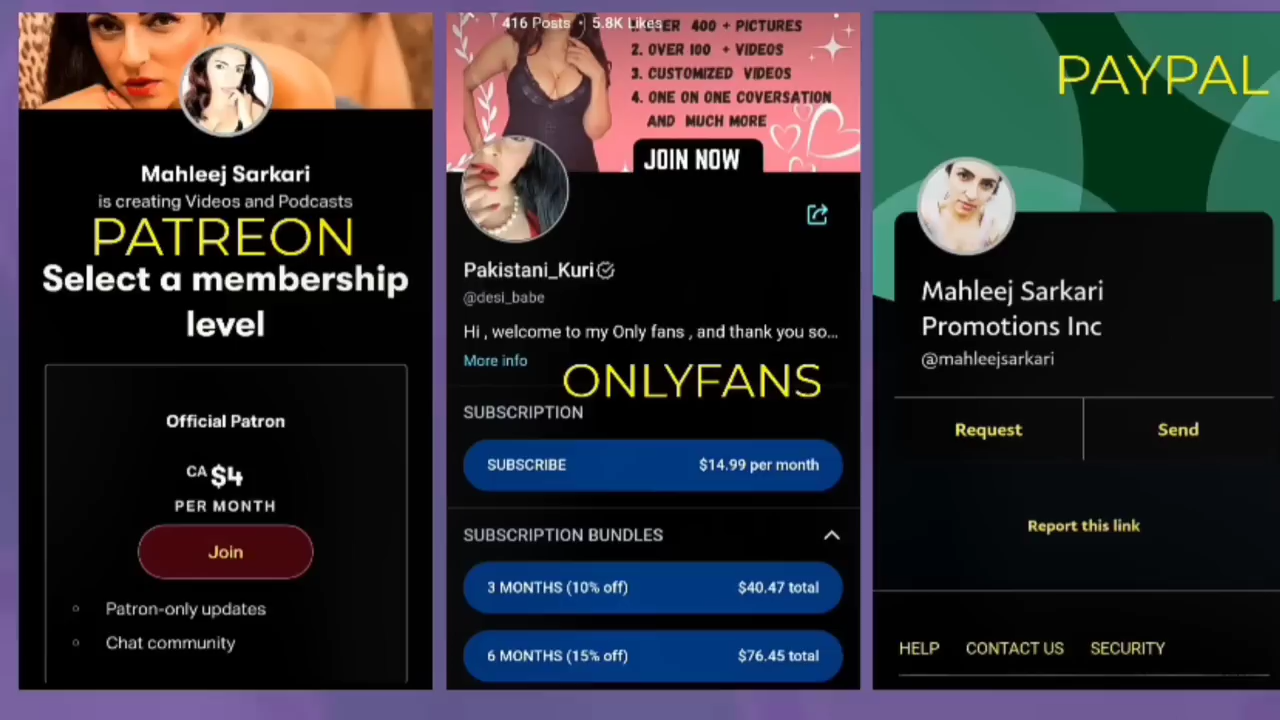 Mahleej Sarkari
is creating Videos and Podcasts
PATREON
Select a membership
level
Official Patron
CA $4
PER MONTH
Join
Patron-only updates
Chat community
416 Posts • 5.8K Likes
1. OVER 400 + PICTURES
2. OVER 100 + VIDEOS
3. CUSTOMIZED VIDEOS
4. ONE ON ONE COVERSATION
AND MUCH MORE
JOIN NOW
Pakistani_Kuri
@desi_babe
Hi , welcome to my Only fans , and thank you so...
More info
ONLYFANS
SUBSCRIPTION
SUBSCRIBE $14.99 per month
SUBSCRIPTION BUNDLES
3 MONTHS (10% off) $40.47 total
6 MONTHS (15% off) $76.45 total
PAYPAL
Mahleej Sarkari
Promotions Inc
@mahleejsarkari
Request Send
Report this link
HELP CONTACT US SECURITY